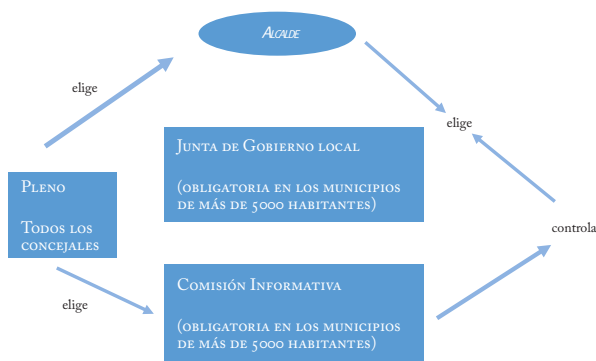 Alcalde
elige
elige
Junta de Gobierno local
(obligatoria en los municipios
de más de 5000 habitantes)
Pleno
Todos los
concejales
controla
Comisión Informativa
(obligatoria en los municipios
de más de 5000 habitantes)
elige